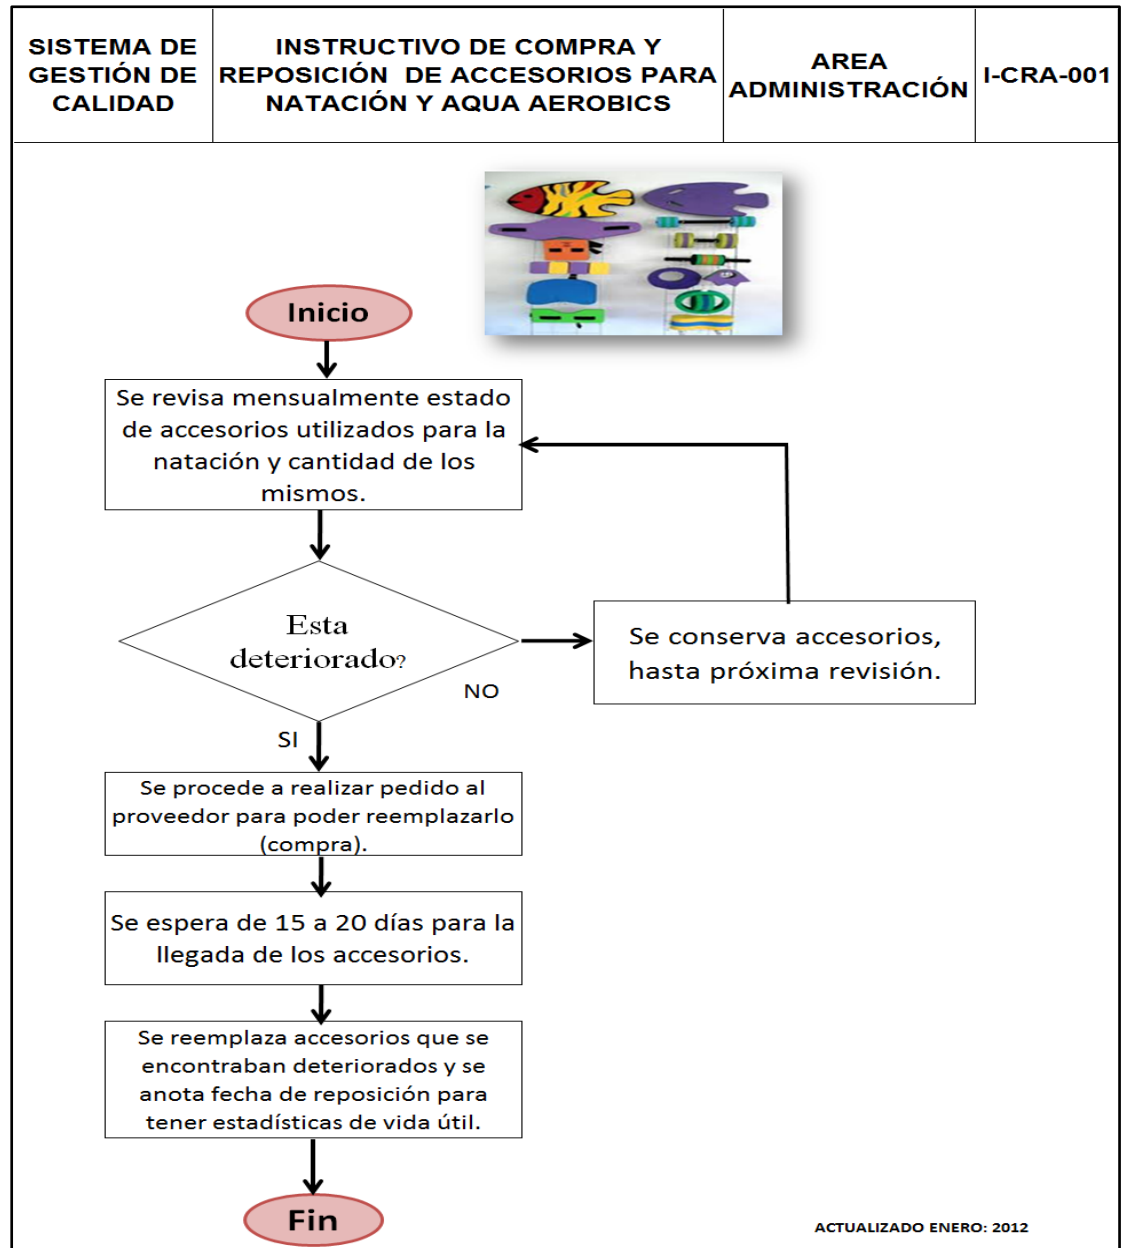 SISTEMA DE
GESTIÓN DE
CALIDAD
INSTRUCTIVO DE COMPRA Y
REPOSICIÓN DE ACCESORIOS PARA
NATACIÓN Y AQUA AEROBICS
AREA
ADMINISTRACIÓN
I-CRA-001
Inicio
Se revisa mensualmente estado
de accesorios utilizados para la
natación y cantidad de los
mismos.
Esta
deteriorado?
NO
Se conserva accesorios,
hasta próxima revisión.
SI
Se procede a realizar pedido al
proveedor para poder reemplazarlo
(compra).
Se espera de 15 a 20 días para la
llegada de los accesorios.
Se reemplaza accesorios que se
encontraban deteriorados y se
anota fecha de reposición para
tener estadísticas de vida útil.
Fin
ACTUALIZADO ENERO: 2012